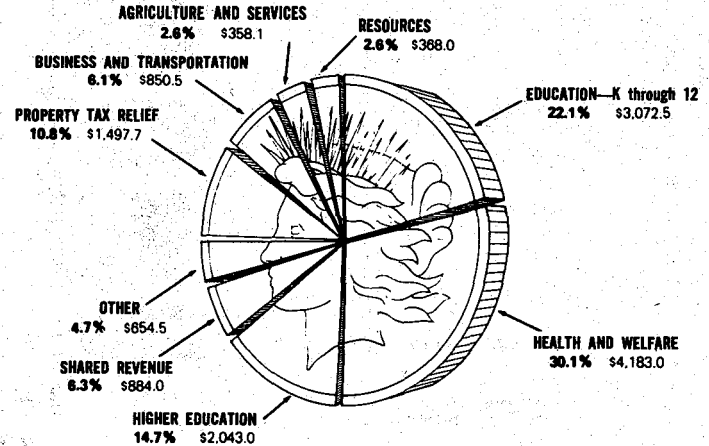 AGRICULTURE AND SERVICES
2.6% $358.1
RESOURCES
2.6% $368.0
BUSINESS AND TRANSPORTATION
6.1% $850.5
EDUCATION—K through 12
22.1% $3,072.5
PROPERTY TAX RELIEF
10.8% $1,497.7
OTHER
4.7% $654.5
HEALTH AND WELFARE
30.1% $4,183.0
SHARED REVENUE
6.3% $884.0
HIGHER EDUCATION
14.7% $2,043.0